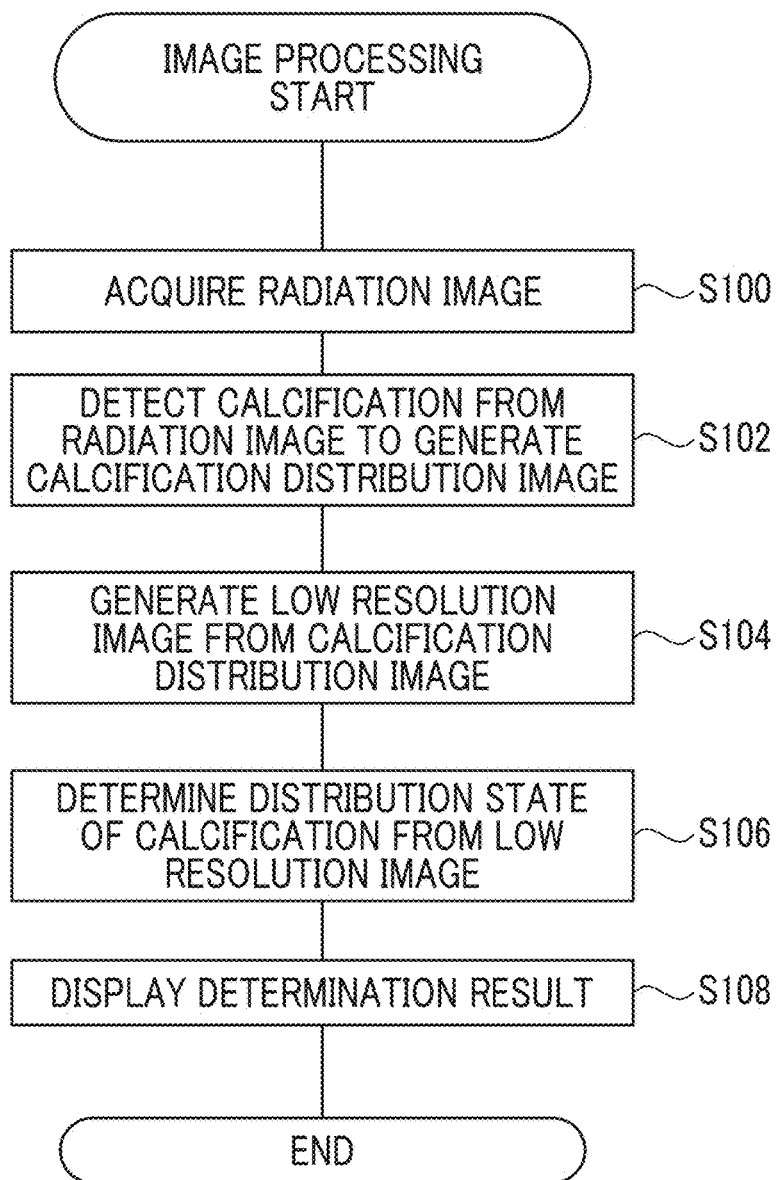 IMAGE PROCESSING
START
ACQUIRE RADIATION IMAGE
S100
DETECT CALCIFICATION FROM
RADIATION IMAGE TO GENERATE
CALCIFICATION DISTRIBUTION IMAGE
S102
GENERATE LOW RESOLUTION
IMAGE FROM CALCIFICATION
DISTRIBUTION IMAGE
S104
DETERMINE DISTRIBUTION STATE
OF CALCIFICATION FROM LOW
RESOLUTION IMAGE
S106
DISPLAY DETERMINATION RESULT
S108
END